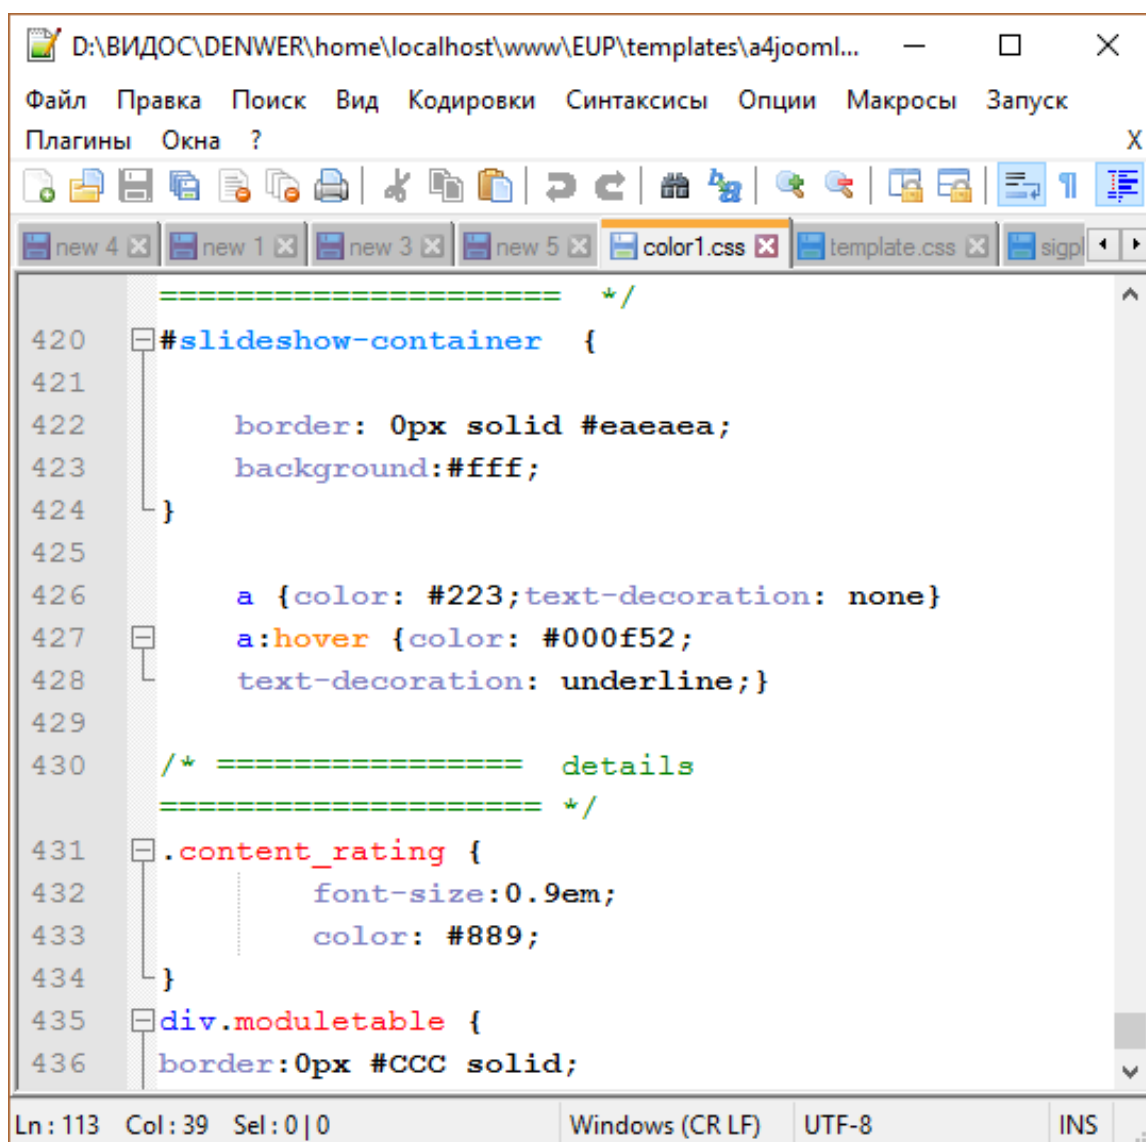 D:\ВИДОС\DENWER\home\localhost\www\EUP\templates\a4jooml...
Файл Правка Поиск Вид Кодировки Синтаксисы Опции Макросы Запуск
Плагины Окна ? X
new 4 new 1 new 3 new 5 color1.css template.css sigpl
===================== */
420 #slideshow-container {
421
422 border: 0px solid #eaeaea;
423 background:#fff;
424 }
425
426 a {color: #223;text-decoration: none}
427 a:hover {color: #000f52;
428 text-decoration: underline;}
429
430 /* ================ details
==================== */
431 .content_rating {
432 font-size:0.9em;
433 color: #889;
434 }
435 div.moduletable {
436 border:0px #CCC solid;
Ln : 113 Col : 39 Sel : 0 | 0 Windows (CR LF) UTF-8 INS